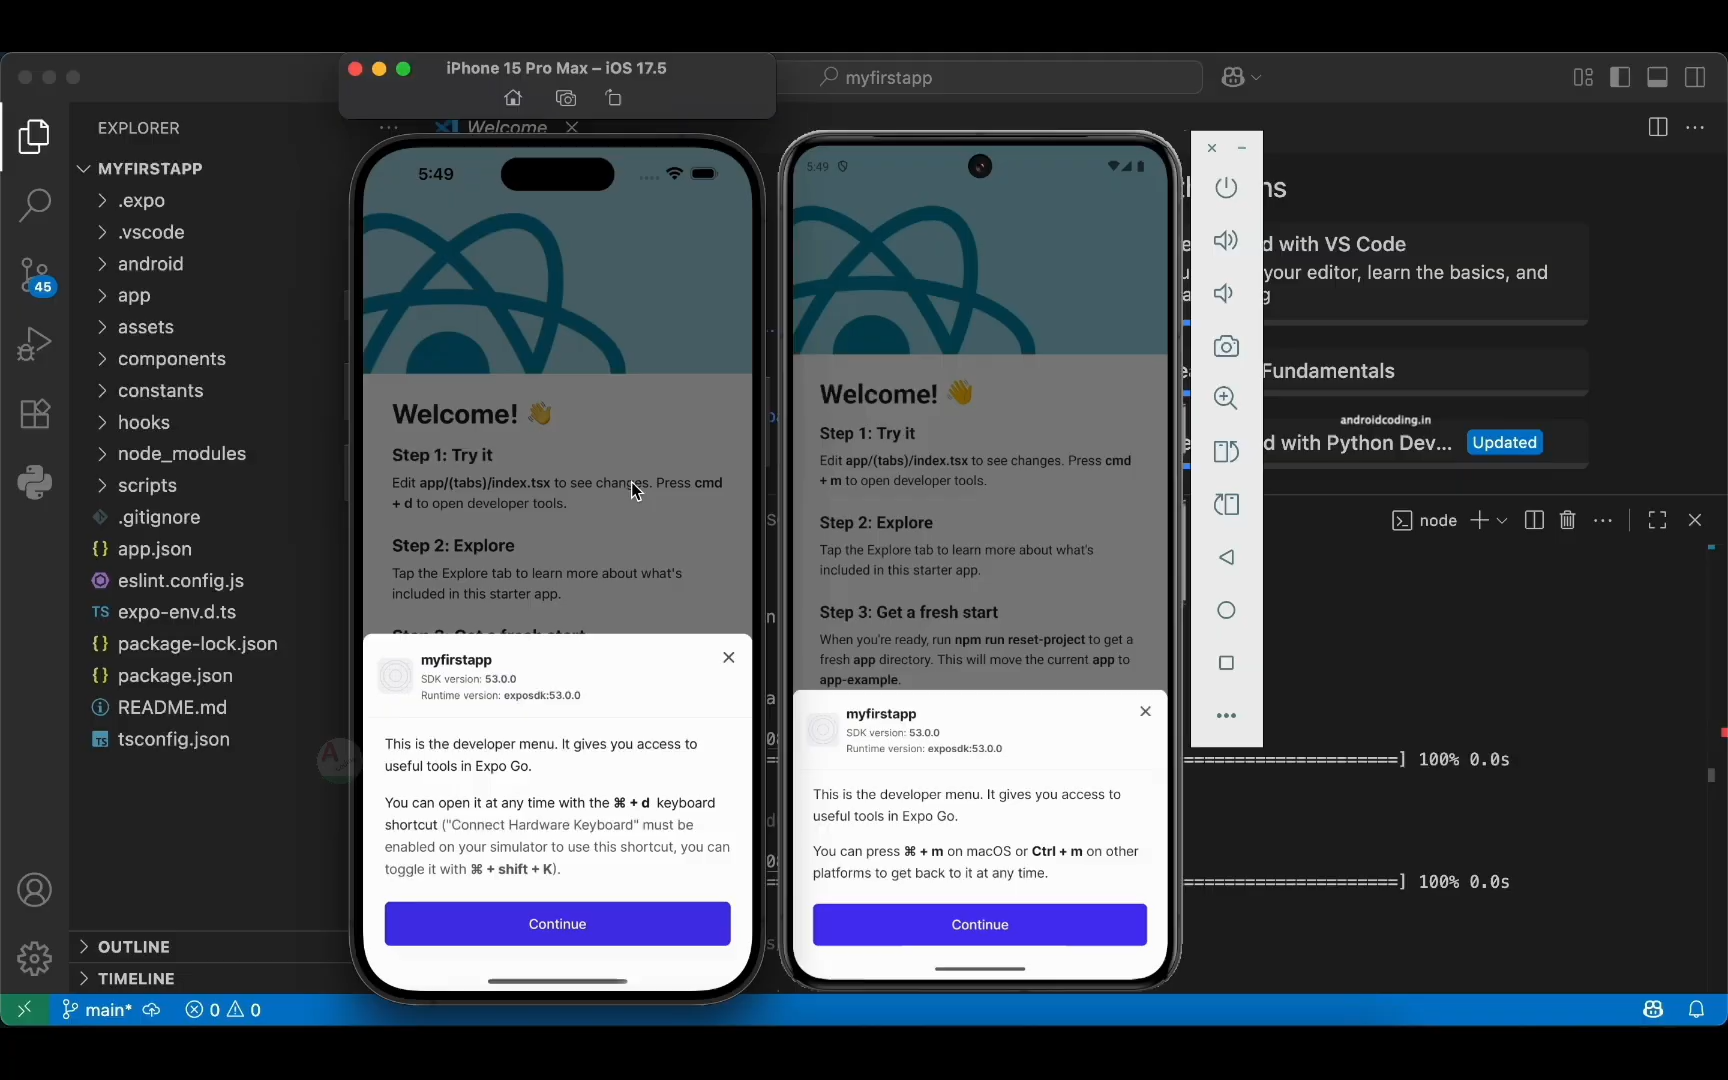 iPhone 15 Pro Max – iOS 17.5
myfirstapp
EXPLORER
Welcome
MYFIRSTAPP
.expo
.vscode
android
app
assets
components
constants
hooks
node_modules
scripts
.gitignore
app.json
eslint.config.js
expo-env.d.ts
package-lock.json
package.json
README.md
tsconfig.json
OUTLINE
TIMELINE
45
main*
0
0
5:49
Welcome! 👋
Step 1: Try it
Edit app/(tabs)/index.tsx to see changes. Press cmd
+ d to open developer tools.
Step 2: Explore
Tap the Explore tab to learn more about what's
included in this starter app.
Step 3: Get a fresh start
myfirstapp
SDK version: 53.0.0
Runtime version: exposdk:53.0.0
This is the developer menu. It gives you access to
useful tools in Expo Go.
You can open it at any time with the ⌘ + d keyboard
shortcut ("Connect Hardware Keyboard" must be
enabled on your simulator to use this shortcut, you can
toggle it with ⌘ + shift + K).
Continue
5:49
Welcome! 👋
Step 1: Try it
Edit app/(tabs)/index.tsx to see changes. Press cmd
+ m to open developer tools.
Step 2: Explore
Tap the Explore tab to learn more about what's
included in this starter app.
Step 3: Get a fresh start
When you're ready, run npm run reset-project to get a
fresh app directory. This will move the current app to
app-example.
myfirstapp
SDK version: 53.0.0
Runtime version: exposdk:53.0.0
This is the developer menu. It gives you access to
useful tools in Expo Go.
You can press ⌘ + m on macOS or Ctrl + m on other
platforms to get back to it at any time.
Continue
d with VS Code
your editor, learn the basics, and
Fundamentals
androidcoding.in
d with Python Dev... Updated
node
====================] 100% 0.0s
====================] 100% 0.0s